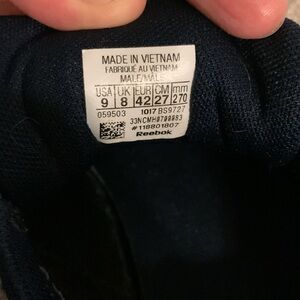 MADE IN VIETNAM
FABRIQUÉ AU VIETNAM
MALE/MALE
USA UK EUR CM mm
9 8 42 27 270
059503 1017 BS9727
#118801807
Reebok